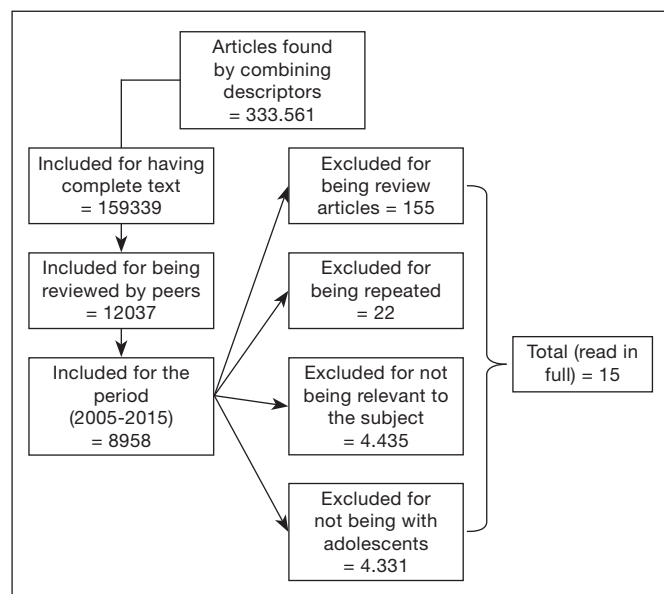 Articles found
by combining
descriptors
= 333.561
Included for having
complete text
= 159339
Included for being
reviewed by peers
= 12037
Included for the
period
(2005-2015)
= 8958
Excluded for
being review
articles = 155
Excluded for
being repeated
= 22
Excluded for not
being relevant to
the subject
= 4.435
Excluded for
not being with
adolescents
= 4.331
Total (read in
full) = 15